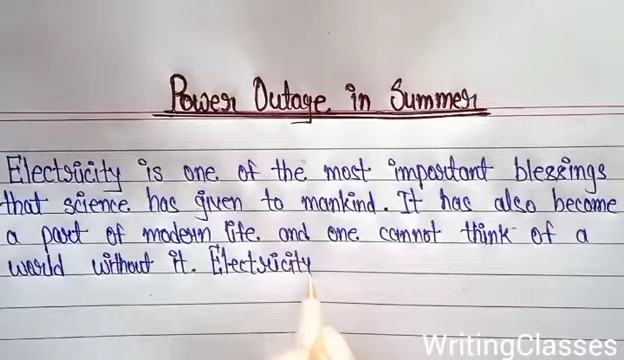 Power Outage in Summer
Electricity is one of the most important blessings
that science has given to mankind. It has also become
a part of modern life and one cannot think of a
world without it. Electricity
WritingClasses